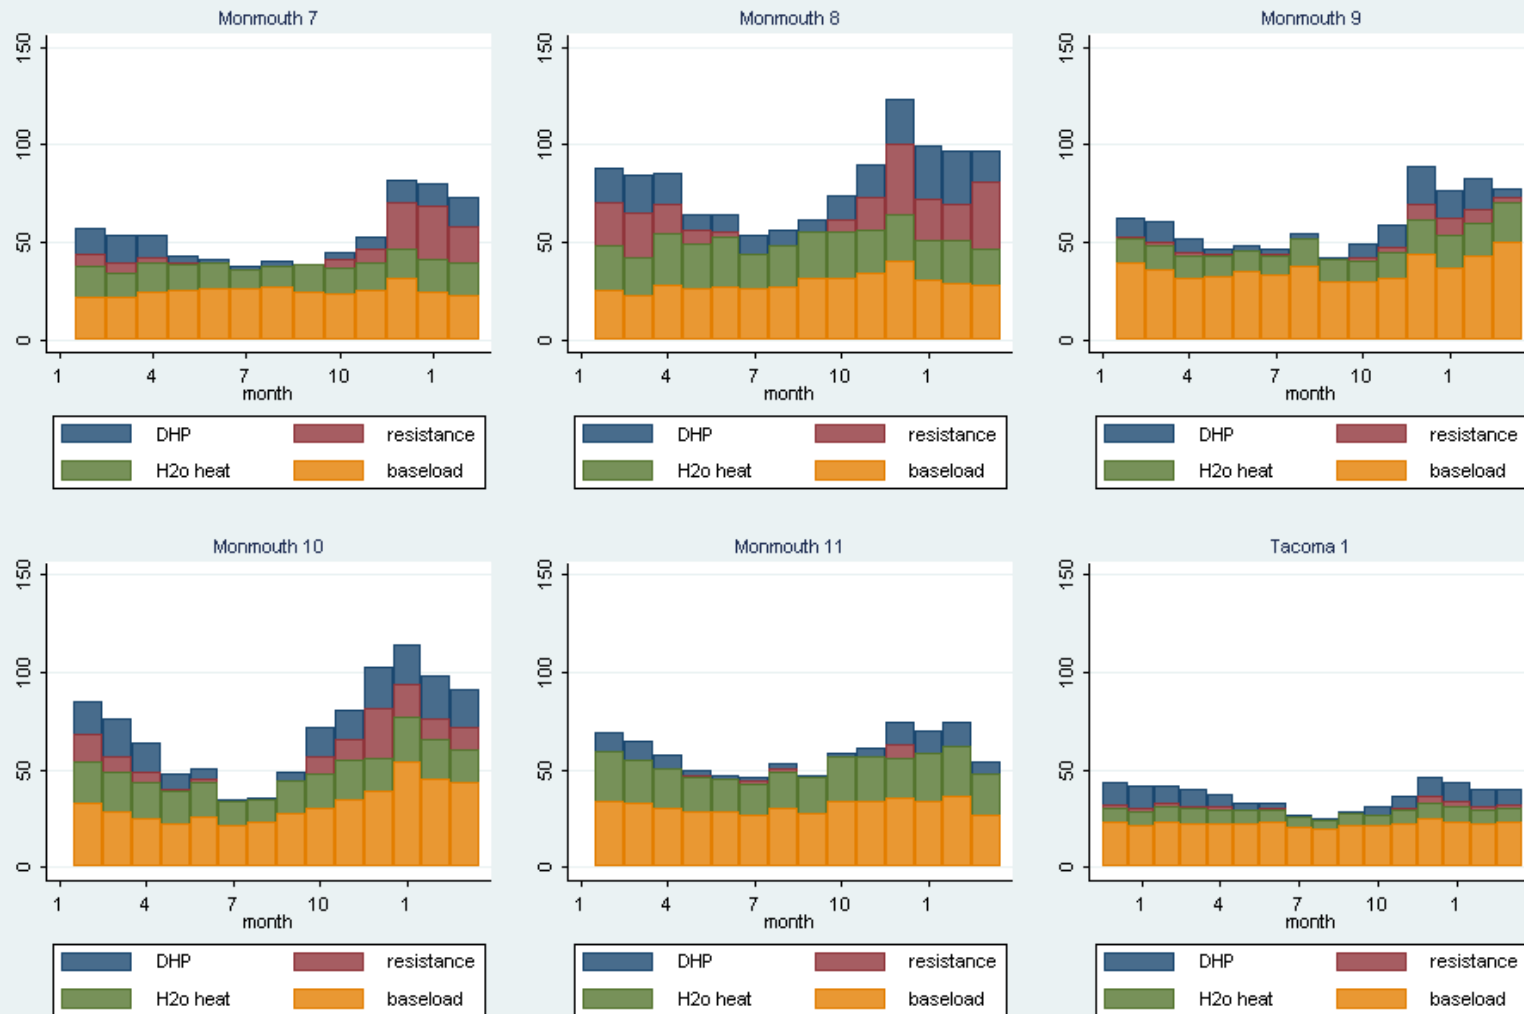 Monmouth 7
150
100
50
0
1 4 7 10 1
month
DHP resistance
H2o heat baseload
Monmouth 8
150
100
50
0
1 4 7 10 1
month
DHP resistance
H2o heat baseload
Monmouth 9
150
100
50
0
1 4 7 10 1
month
DHP resistance
H2o heat baseload
Monmouth 10
150
100
50
0
1 4 7 10 1
month
DHP resistance
H2o heat baseload
Monmouth 11
150
100
50
0
1 4 7 10 1
month
DHP resistance
H2o heat baseload
Tacoma 1
150
100
50
0
1 4 7 10 1
month
DHP resistance
H2o heat baseload